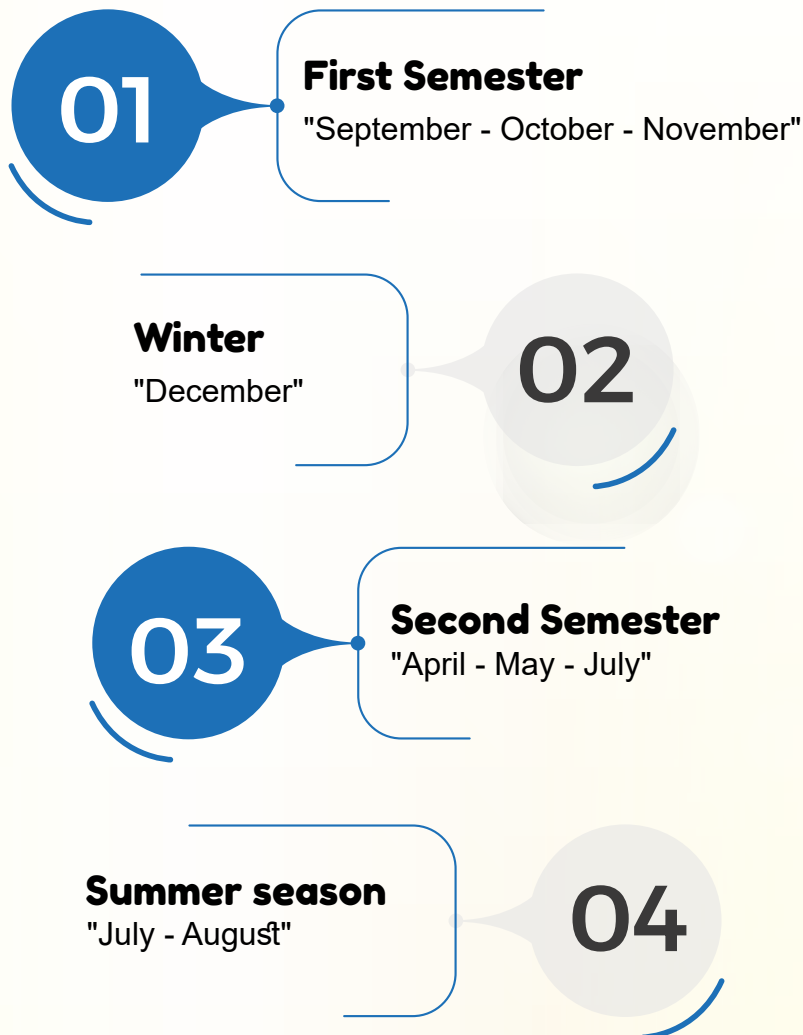 01
First Semester
"September - October - November"
Winter
"December"
02
03
Second Semester
"April - May - July"
Summer season
"July - August"
04